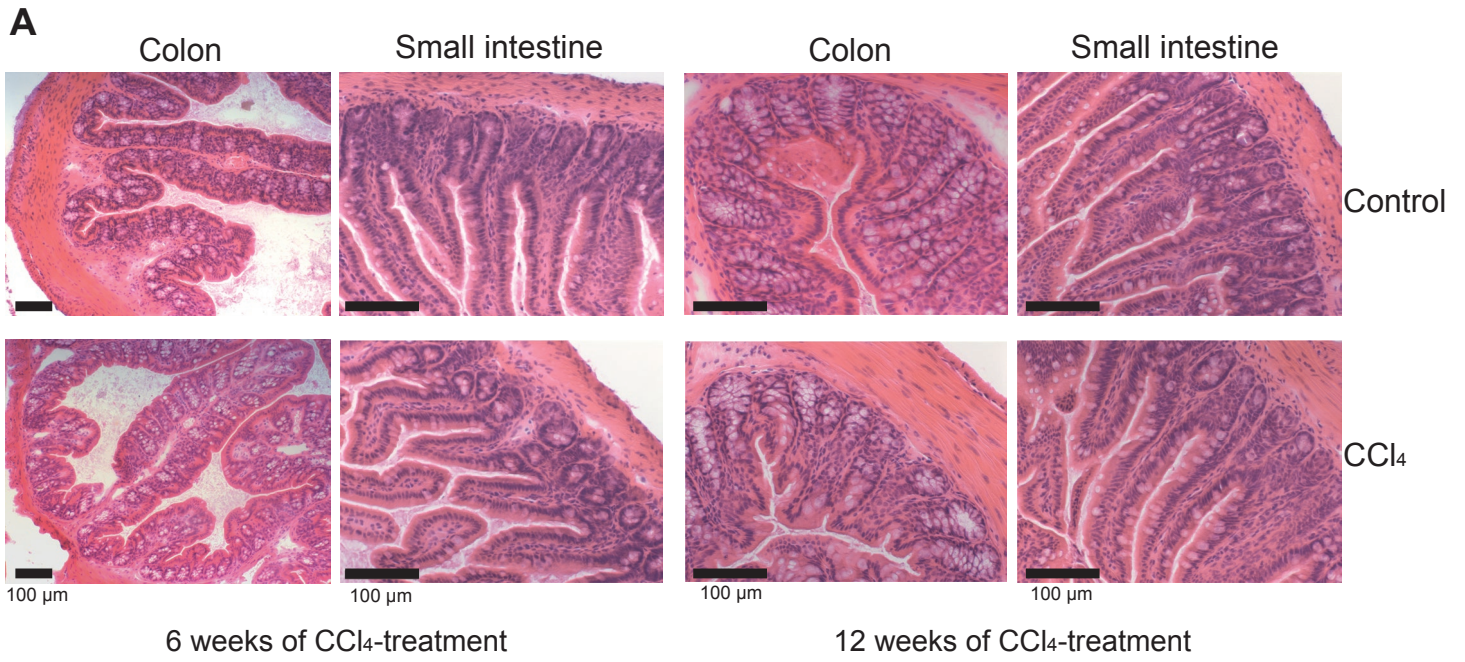 A
Colon
Small intestine
Colon
Small intestine
Control
CCl₄
100 µm
100 µm
100 µm
100 µm
6 weeks of CCl₄-treatment
12 weeks of CCl₄-treatment